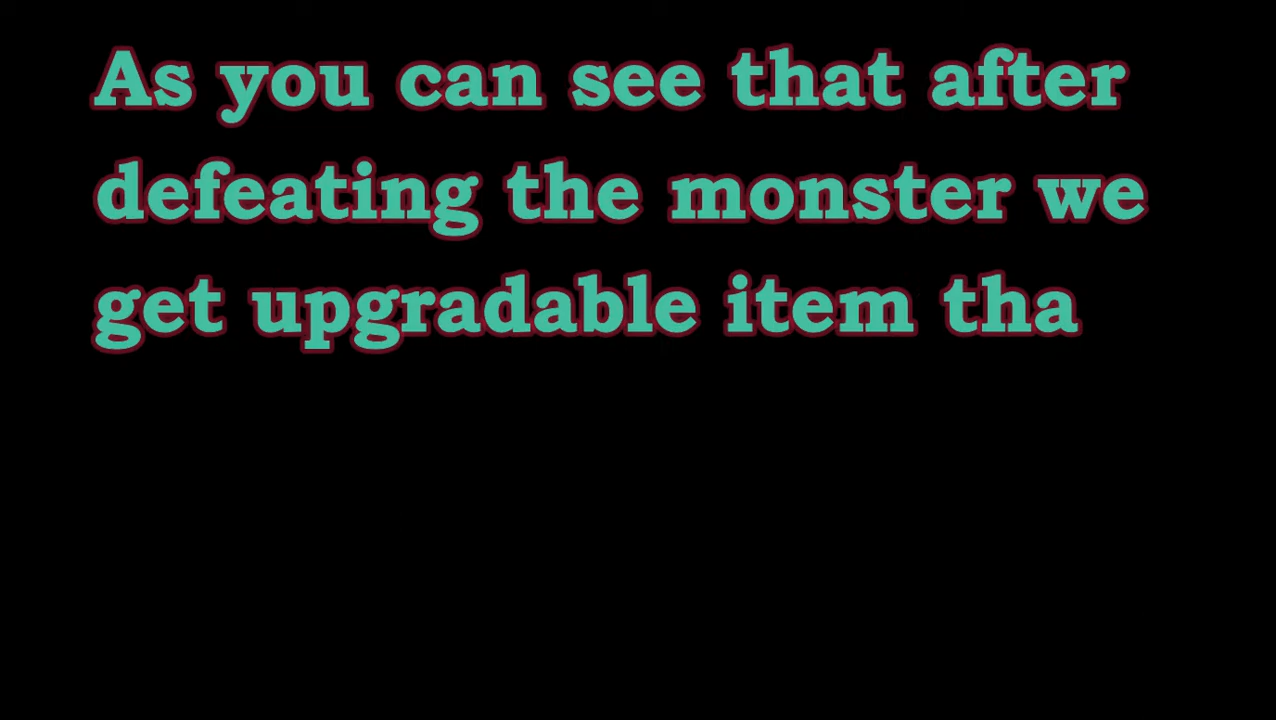 As you can see that after
defeating the monster we
get upgradable item tha